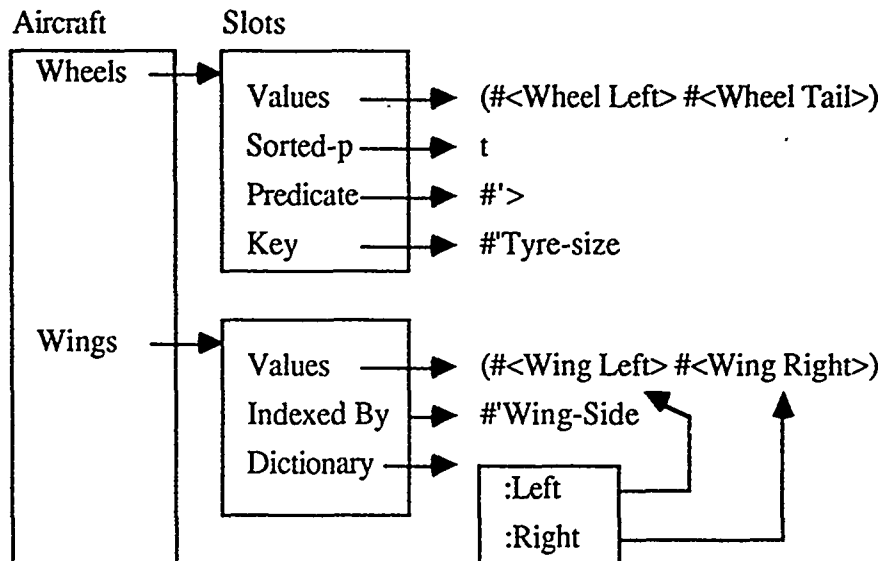 Aircraft Slots
Wheels
Values (#<Wheel Left> #<Wheel Tail>)
Sorted-p t
Predicate #'>
Key #'Tyre-size
Wings
Values (#<Wing Left> #<Wing Right>)
Indexed By #'Wing-Side
Dictionary
:Left
:Right